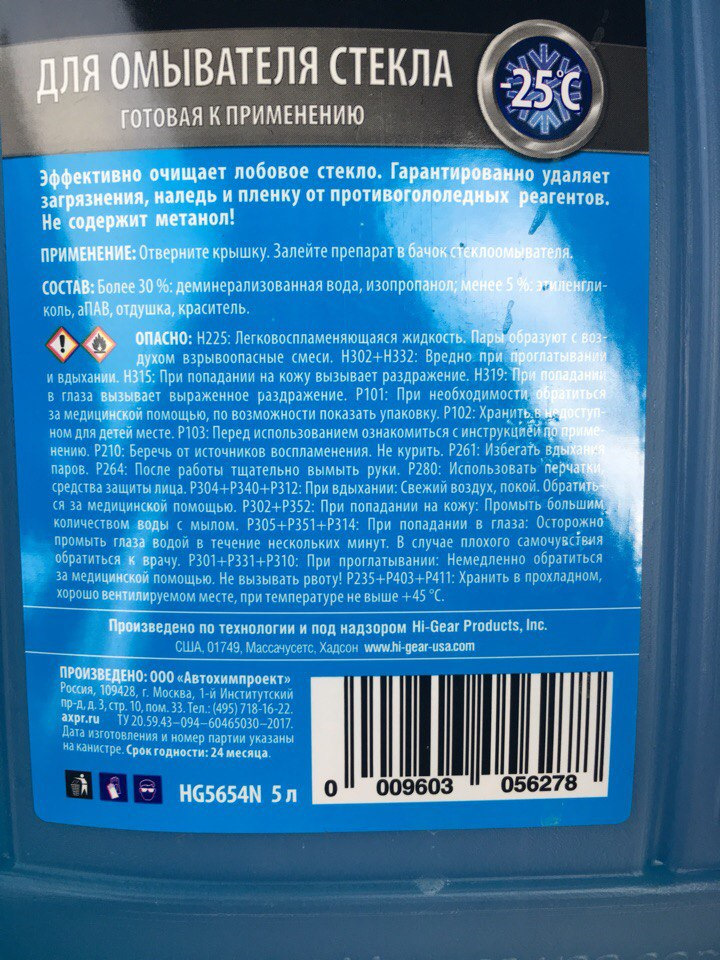 ДЛЯ ОМЫВАТЕЛЯ СТЕКЛА
ГОТОВАЯ К ПРИМЕНЕНИЮ
-25°C
Эффективно очищает лобовое стекло. Гарантированно удаляет
загрязнения, наледь и пленку от противогололедных реагентов.
Не содержит метанол!
ПРИМЕНЕНИЕ: Отверните крышку. Залейте препарат в бачок стеклоомывателя.
СОСТАВ: Более 30 %: деминерализованная вода, изопропанол; менее 5 %: этиленгли-
коль, аПАВ, отдушка, краситель.
ОПАСНО: H225: Легковоспламеняющаяся жидкость. Пары образуют с воз-
духом взрывоопасные смеси. H302+H332: Вредно при проглатывании
и вдыхании. H315: При попадании на кожу вызывает раздражение. H319: При попадании
в глаза вызывает выраженное раздражение. P101: При необходимости обратиться
за медицинской помощью, по возможности показать упаковку. P102: Хранить в недоступ-
ном для детей месте. P103: Перед использованием ознакомиться с инструкцией по приме-
нению. P210: Беречь от источников воспламенения. Не курить. P261: Избегать вдыхания
паров. P264: После работы тщательно вымыть руки. P280: Использовать перчатки,
средства защиты лица. P304+P340+P312: При вдыхании: Свежий воздух, покой. Обратить-
ся за медицинской помощью. P302+P352: При попадании на кожу: Промыть большим
количеством воды с мылом. P305+P351+P314: При попадании в глаза: Осторожно
промыть глаза водой в течение нескольких минут. В случае плохого самочувствия
обратиться к врачу. P301+P331+P310: При проглатывании: Немедленно обратиться
за медицинской помощью. Не вызывать рвоту! P235+P403+P411: Хранить в прохладном,
хорошо вентилируемом месте, при температуре не выше +45 °C.
Произведено по технологии и под надзором Hi-Gear Products, Inc.
США, 01749, Массачусетс, Хадсон www.hi-gear-usa.com
ПРОИЗВЕДЕНО: ООО «Автохимпроект»
Россия, 109428, г. Москва, 1-й Институтский
пр-д, д.3, стр. 10, пом. 33. Тел.: (495) 718-16-22.
axpr.ru ТУ 20.59.43–094–60465030–2017.
Дата изготовления и номер партии указаны
на канистре. Срок годности: 24 месяца.
HG5654N 5 л
0 009603 056278